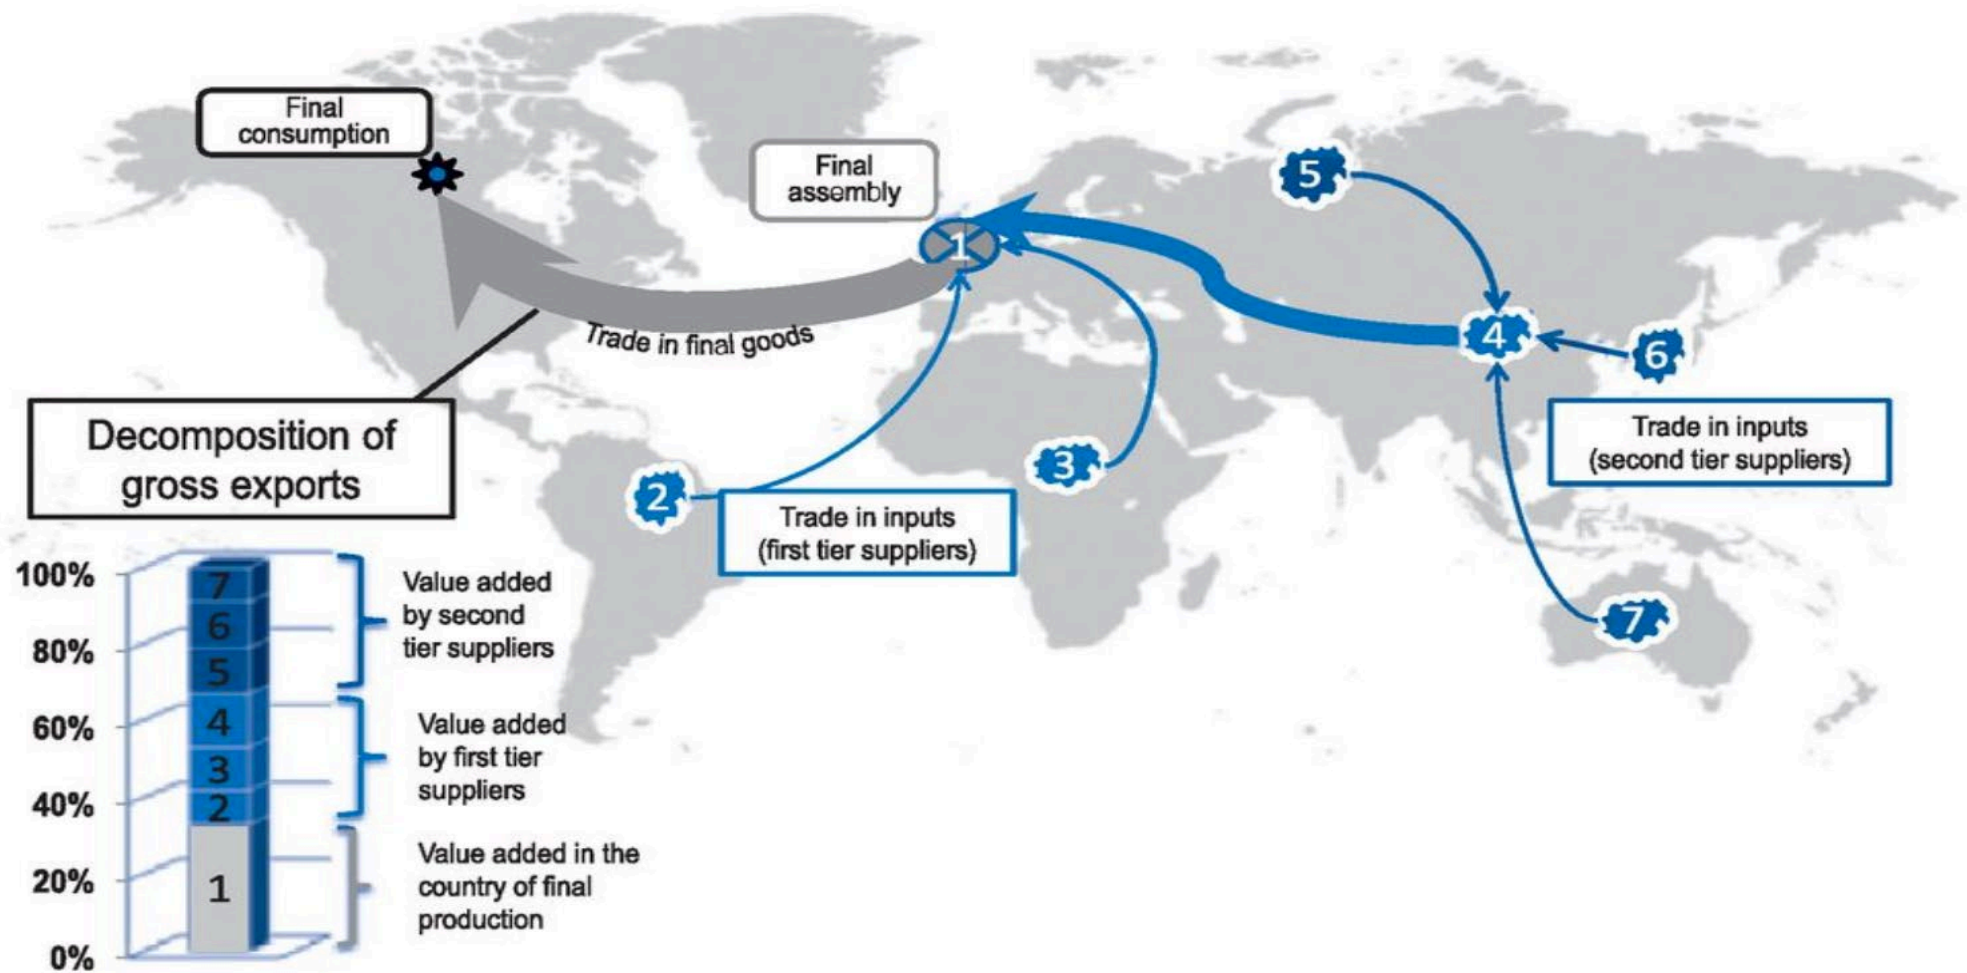 Final
consumption
Final
assembly
1
5
4
6
Trade in final goods
Decomposition of
gross exports
2
3
Trade in inputs
(first tier suppliers)
Trade in inputs
(second tier suppliers)
7
100%
80%
60%
40%
20%
0%
7
6
5
4
3
2
1
Value added
by second
tier suppliers
Value added
by first tier
suppliers
Value added in the
country of final
production